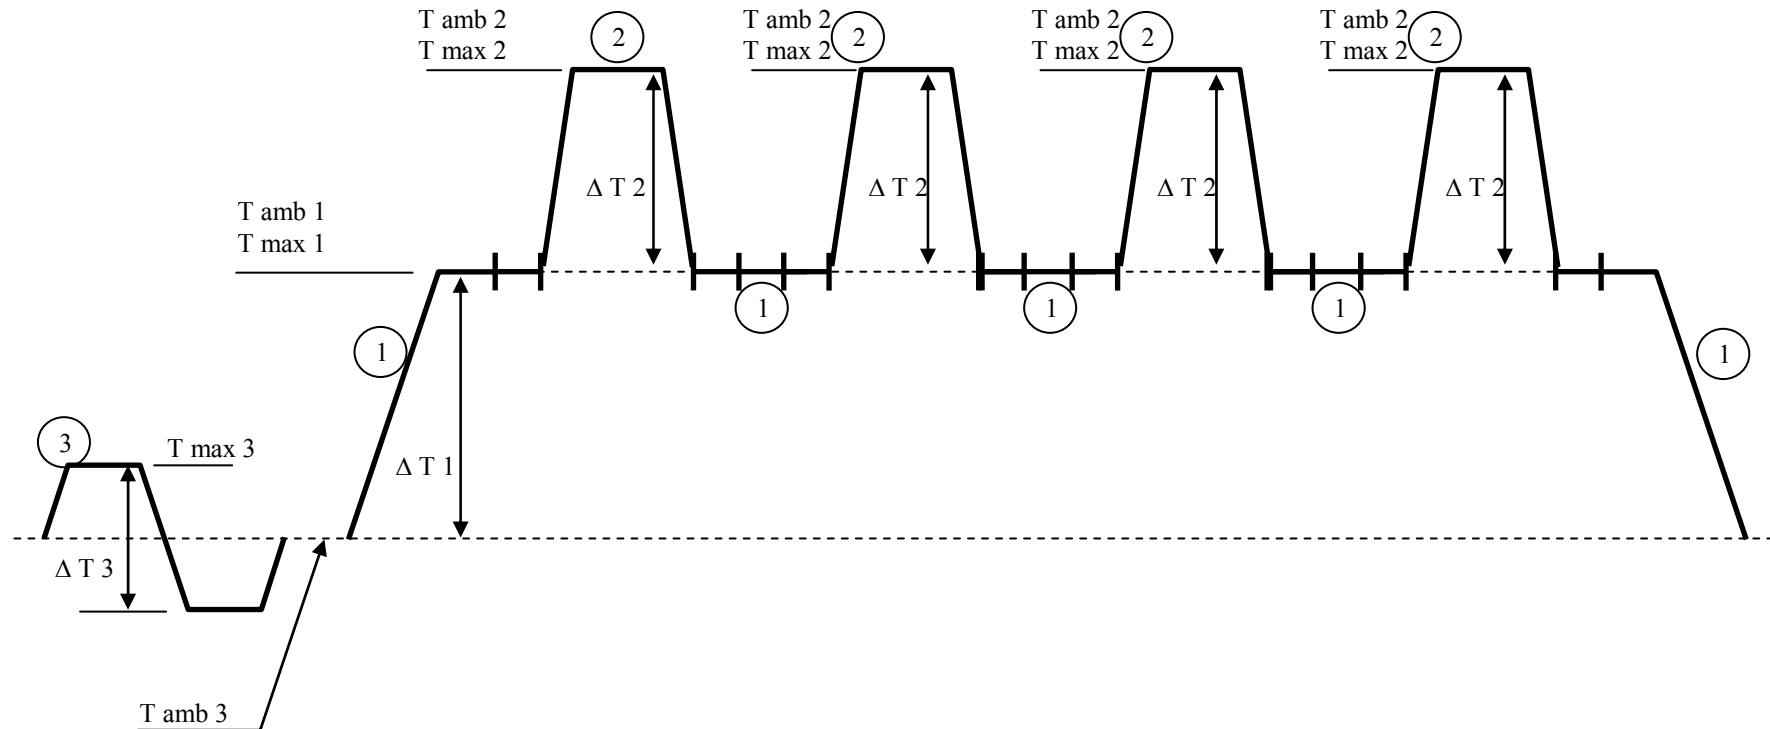 T amb 2
T max 2
2
T amb 2
T max 2
2
T amb 2
T max 2
2
T amb 2
T max 2
2
Δ T 2
Δ T 2
Δ T 2
Δ T 2
T amb 1
T max 1
1
1
1
1
1
3
T max 3
Δ T 1
Δ T 3
T amb 3